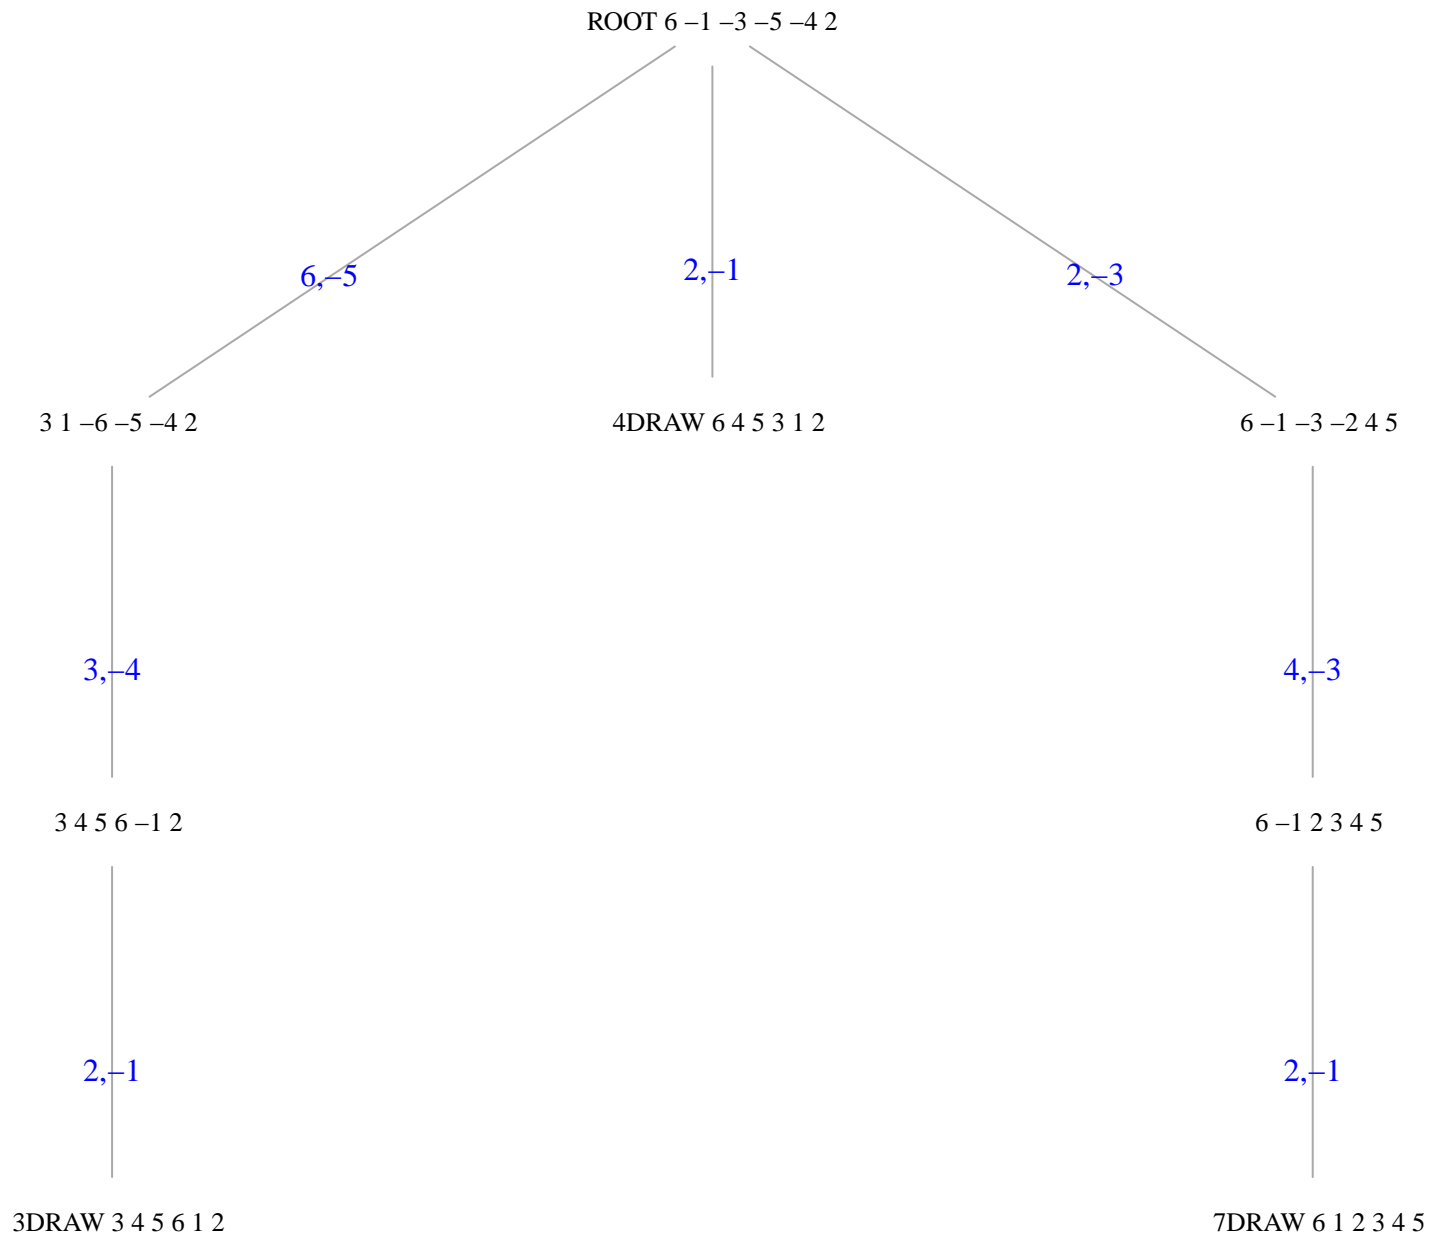 ROOT 6 –1 –3 –5 –4 2
6,–5
2,–1
2,–3
3 1 –6 –5 –4 2
4DRAW 6 4 5 3 1 2
6 –1 –3 –2 4 5
3,–4
4,–3
3 4 5 6 –1 2
6 –1 2 3 4 5
2,–1
2,–1
3DRAW 3 4 5 6 1 2
7DRAW 6 1 2 3 4 5